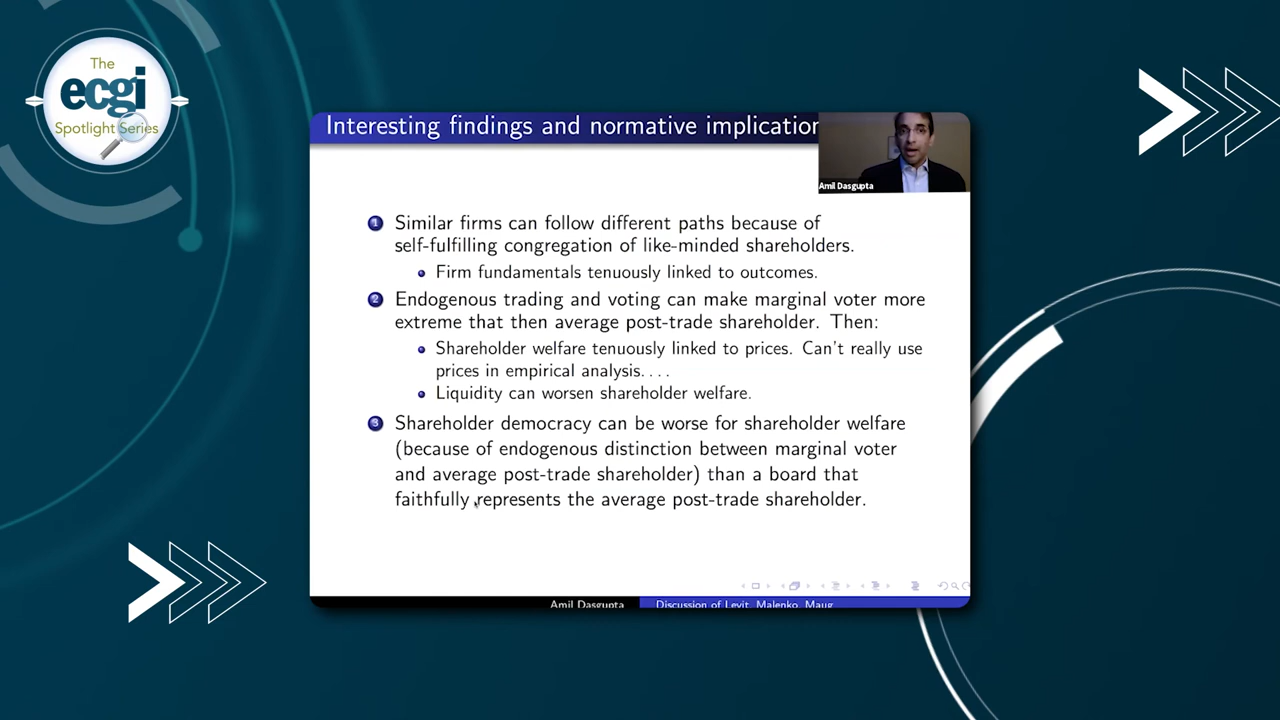 The
ecgi
Spotlight Series
Interesting findings and normative implication
Amil Dasgupta
1 Similar firms can follow different paths because of
self-fulfilling congregation of like-minded shareholders.
Firm fundamentals tenuously linked to outcomes.
2 Endogenous trading and voting can make marginal voter more
extreme that then average post-trade shareholder. Then:
Shareholder welfare tenuously linked to prices. Can't really use
prices in empirical analysis....
Liquidity can worsen shareholder welfare.
3 Shareholder democracy can be worse for shareholder welfare
(because of endogenous distinction between marginal voter
and average post-trade shareholder) than a board that
faithfully represents the average post-trade shareholder.
Amil Dasgupta
Discussion of Levit, Malenko, Maug